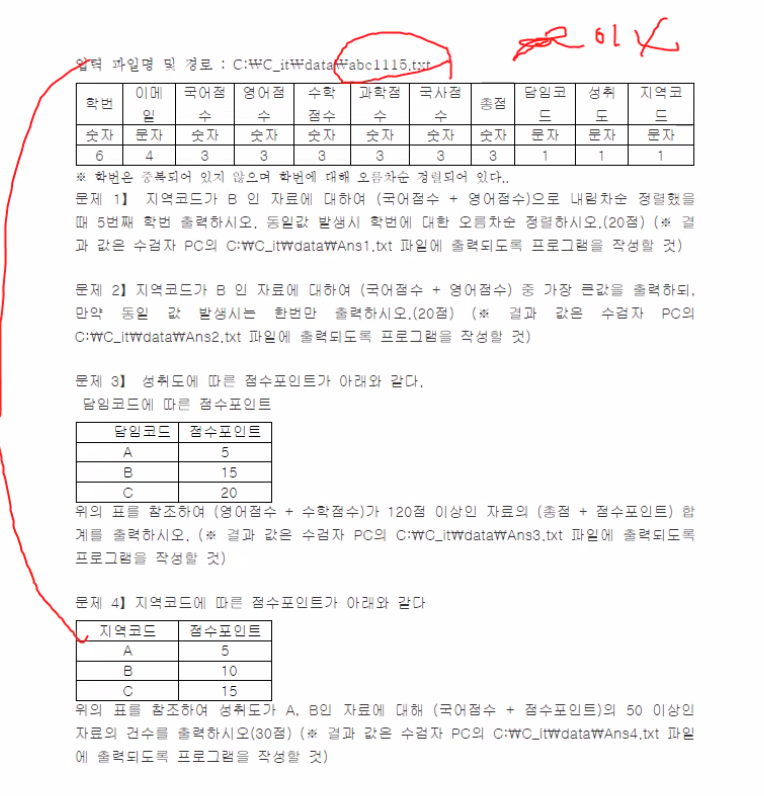 입력 파일명 및 경로 : C:₩C_it₩data₩abc1115.txt
학번 이메일 국어점수 영어점수 수학점수 과학점수 국사점수 총점 담임코드 성취도 지역코드
숫자 문자 숫자 숫자 숫자 숫자 숫자 숫자 문자 문자 문자
6 4 3 3 3 3 3 3 1 1 1
※ 학번은 중복되어 있지 않으며 학번에 대해 오름차순 정렬되어 있다..
문제 1】 지역코드가 B 인 자료에 대하여 (국어점수 + 영어점수)으로 내림차순 정렬했을
때 5번째 학번 출력하시오, 동일값 발생시 학번에 대한 오름차순 정렬하시오.(20점) (※ 결
과 값은 수검자 PC의 C:₩C_it₩data₩Ans1.txt 파일에 출력되도록 프로그램을 작성할 것)
문제 2】지역코드가 B 인 자료에 대하여 (국어점수 + 영어점수) 중 가장 큰값을 출력하되,
만약 동일 값 발생시는 한번만 출력하시오.(20점) (※ 결과 값은 수검자 PC의
C:₩C_it₩data₩Ans2.txt 파일에 출력되도록 프로그램을 작성할 것)
문제 3】 성취도에 따른 점수포인트가 아래와 같다.
담임코드에 따른 점수포인트
담임코드 점수포인트
A 5
B 15
C 20
위의 표를 참조하여 (영어점수 + 수학점수)가 120점 이상인 자료의 (총점 + 점수포인트) 합
계를 출력하시오. (※ 결과 값은 수검자 PC의 C:₩C_it₩data₩Ans3.txt 파일에 출력되도록
프로그램을 작성할 것)
문제 4】지역코드에 따른 점수포인트가 아래와 같다
지역코드 점수포인트
A 5
B 10
C 15
위의 표를 참조하여 성취도가 A, B인 자료에 대해 (국어점수 + 점수포인트)의 50 이상인
자료의 건수를 출력하시오(30점) (※ 결과 값은 수검자 PC의 C:₩C_it₩data₩Ans4.txt 파일
에 출력되도록 프로그램을 작성할 것)